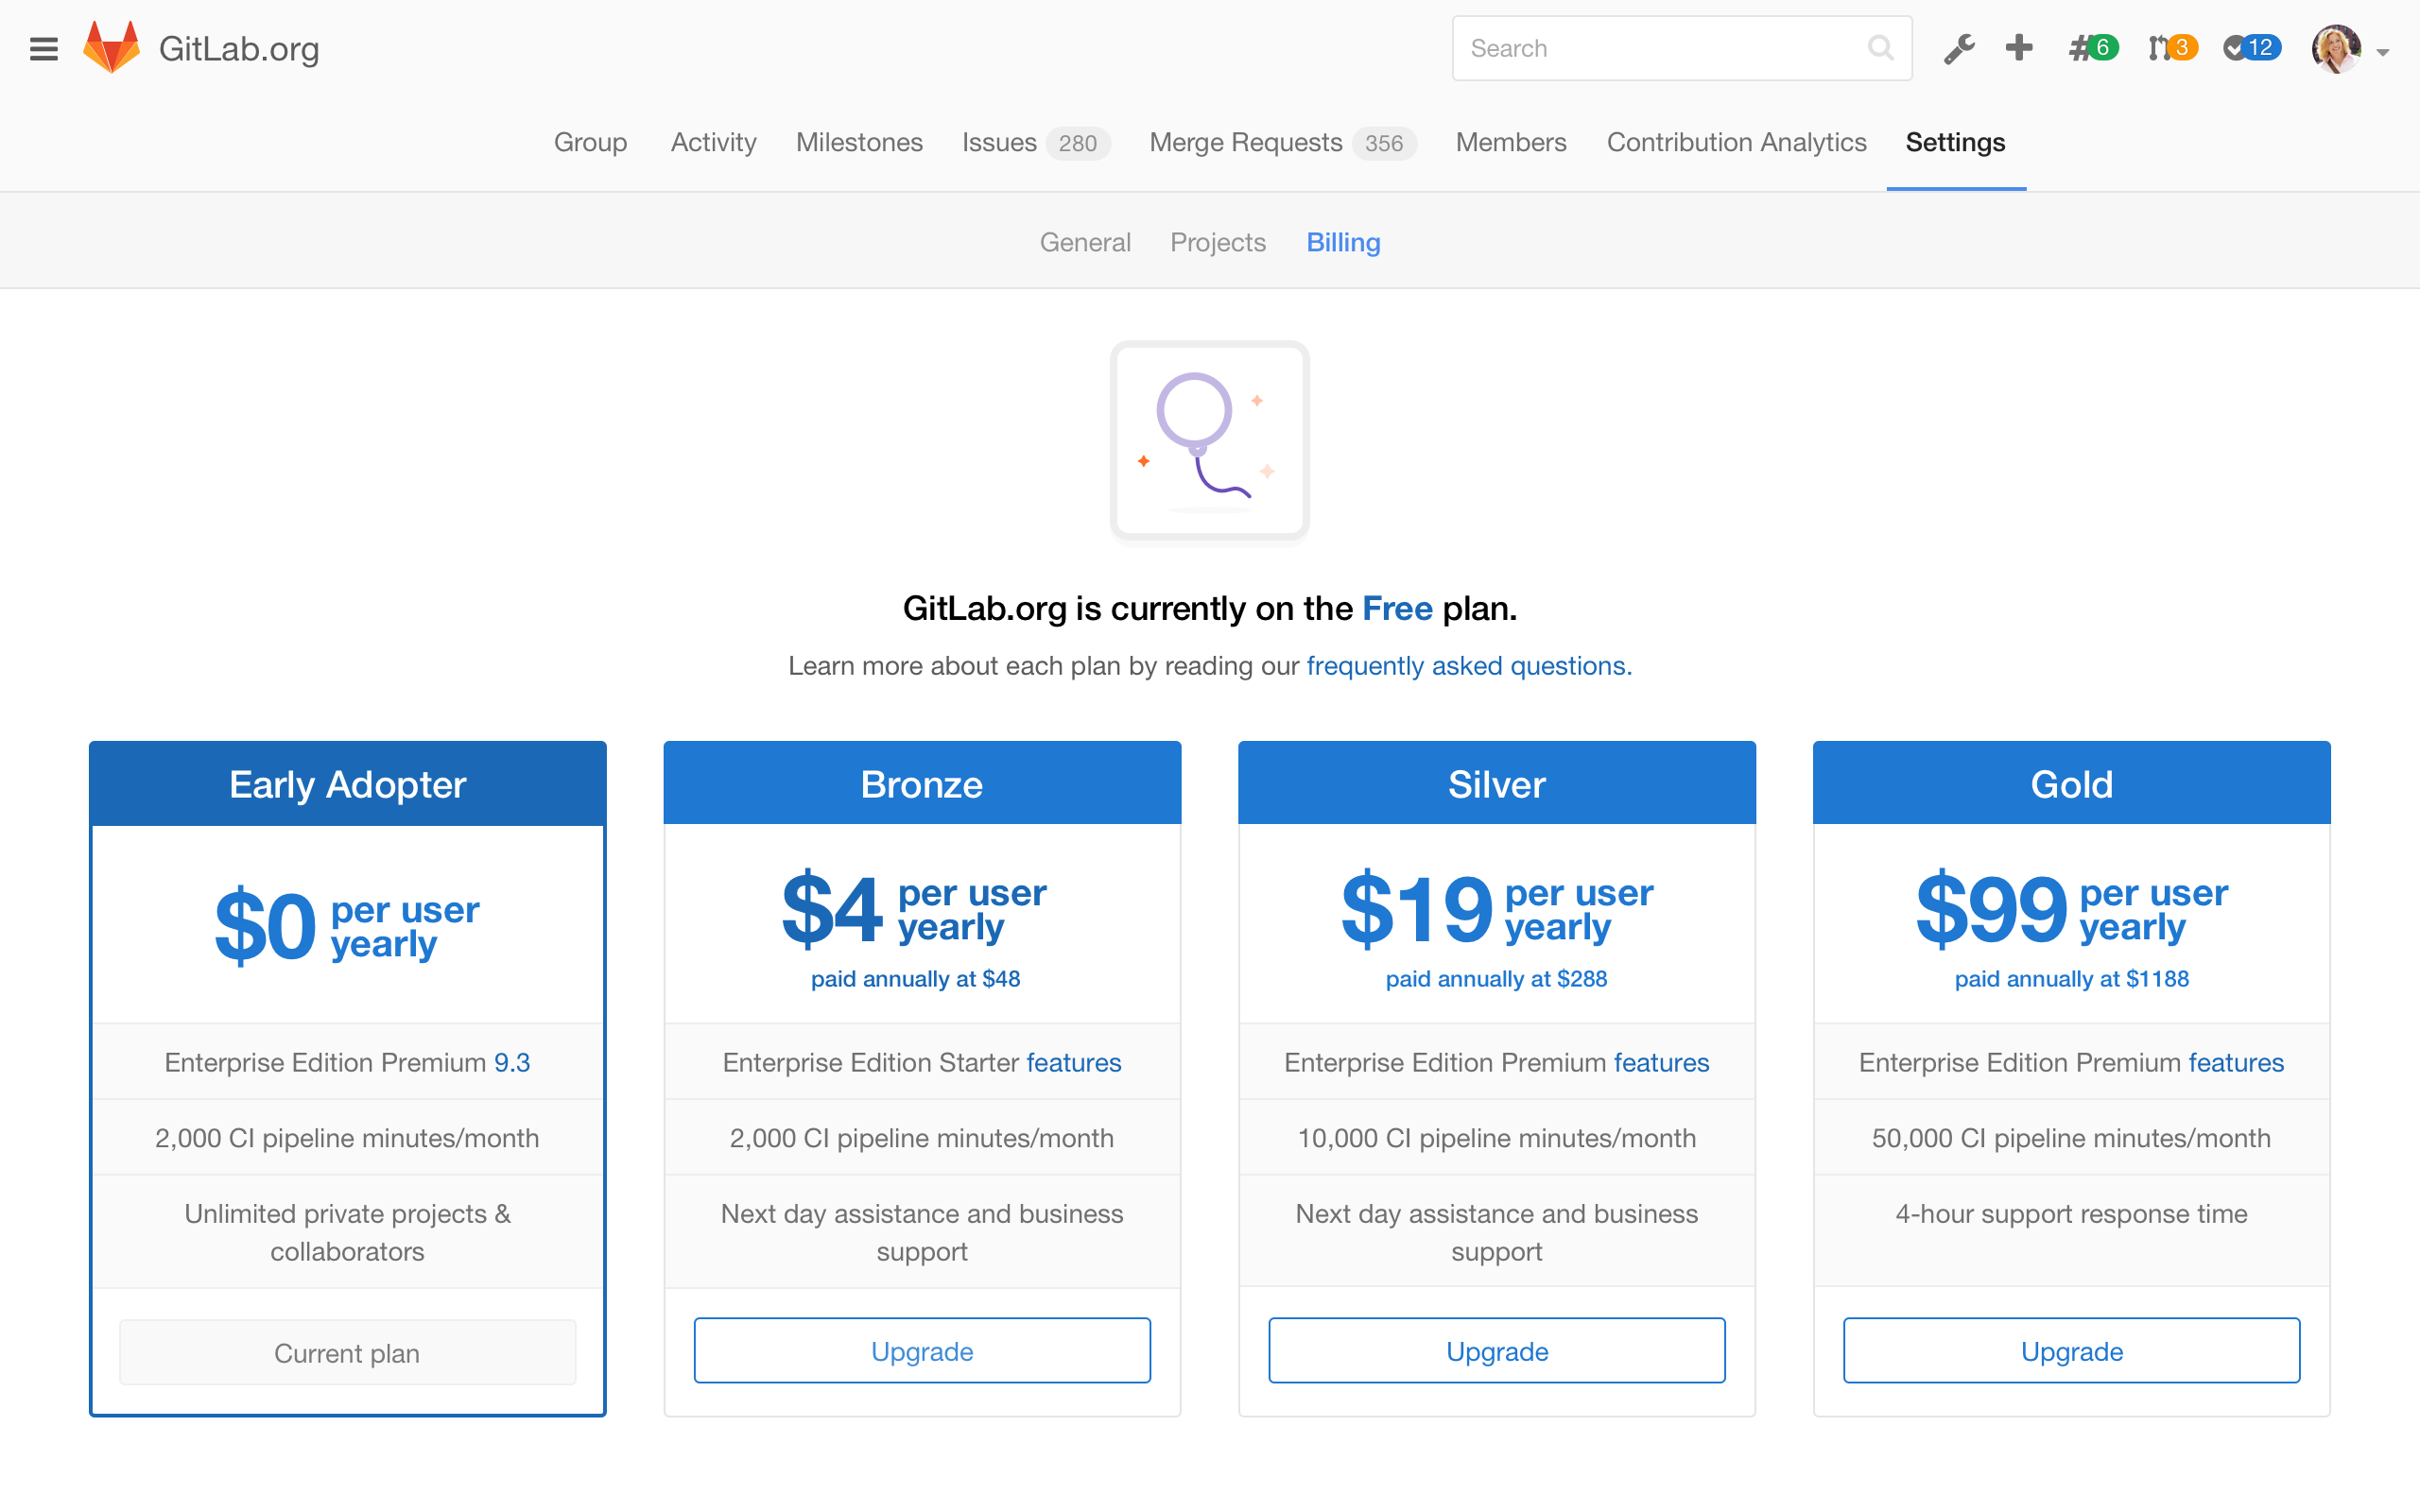 GitLab.org
Search
6
3
12
Group Activity Milestones Issues 280 Merge Requests 356 Members Contribution Analytics Settings
General Projects Billing
GitLab.org is currently on the Free plan.
Learn more about each plan by reading our frequently asked questions.
Early Adopter
$0 per user
yearly
Enterprise Edition Premium 9.3
2,000 CI pipeline minutes/month
Unlimited private projects &
collaborators
Current plan
Bronze
$4 per user
yearly
paid annually at $48
Enterprise Edition Starter features
2,000 CI pipeline minutes/month
Next day assistance and business
support
Upgrade
Silver
$19 per user
yearly
paid annually at $288
Enterprise Edition Premium features
10,000 CI pipeline minutes/month
Next day assistance and business
support
Upgrade
Gold
$99 per user
yearly
paid annually at $1188
Enterprise Edition Premium features
50,000 CI pipeline minutes/month
4-hour support response time
Upgrade